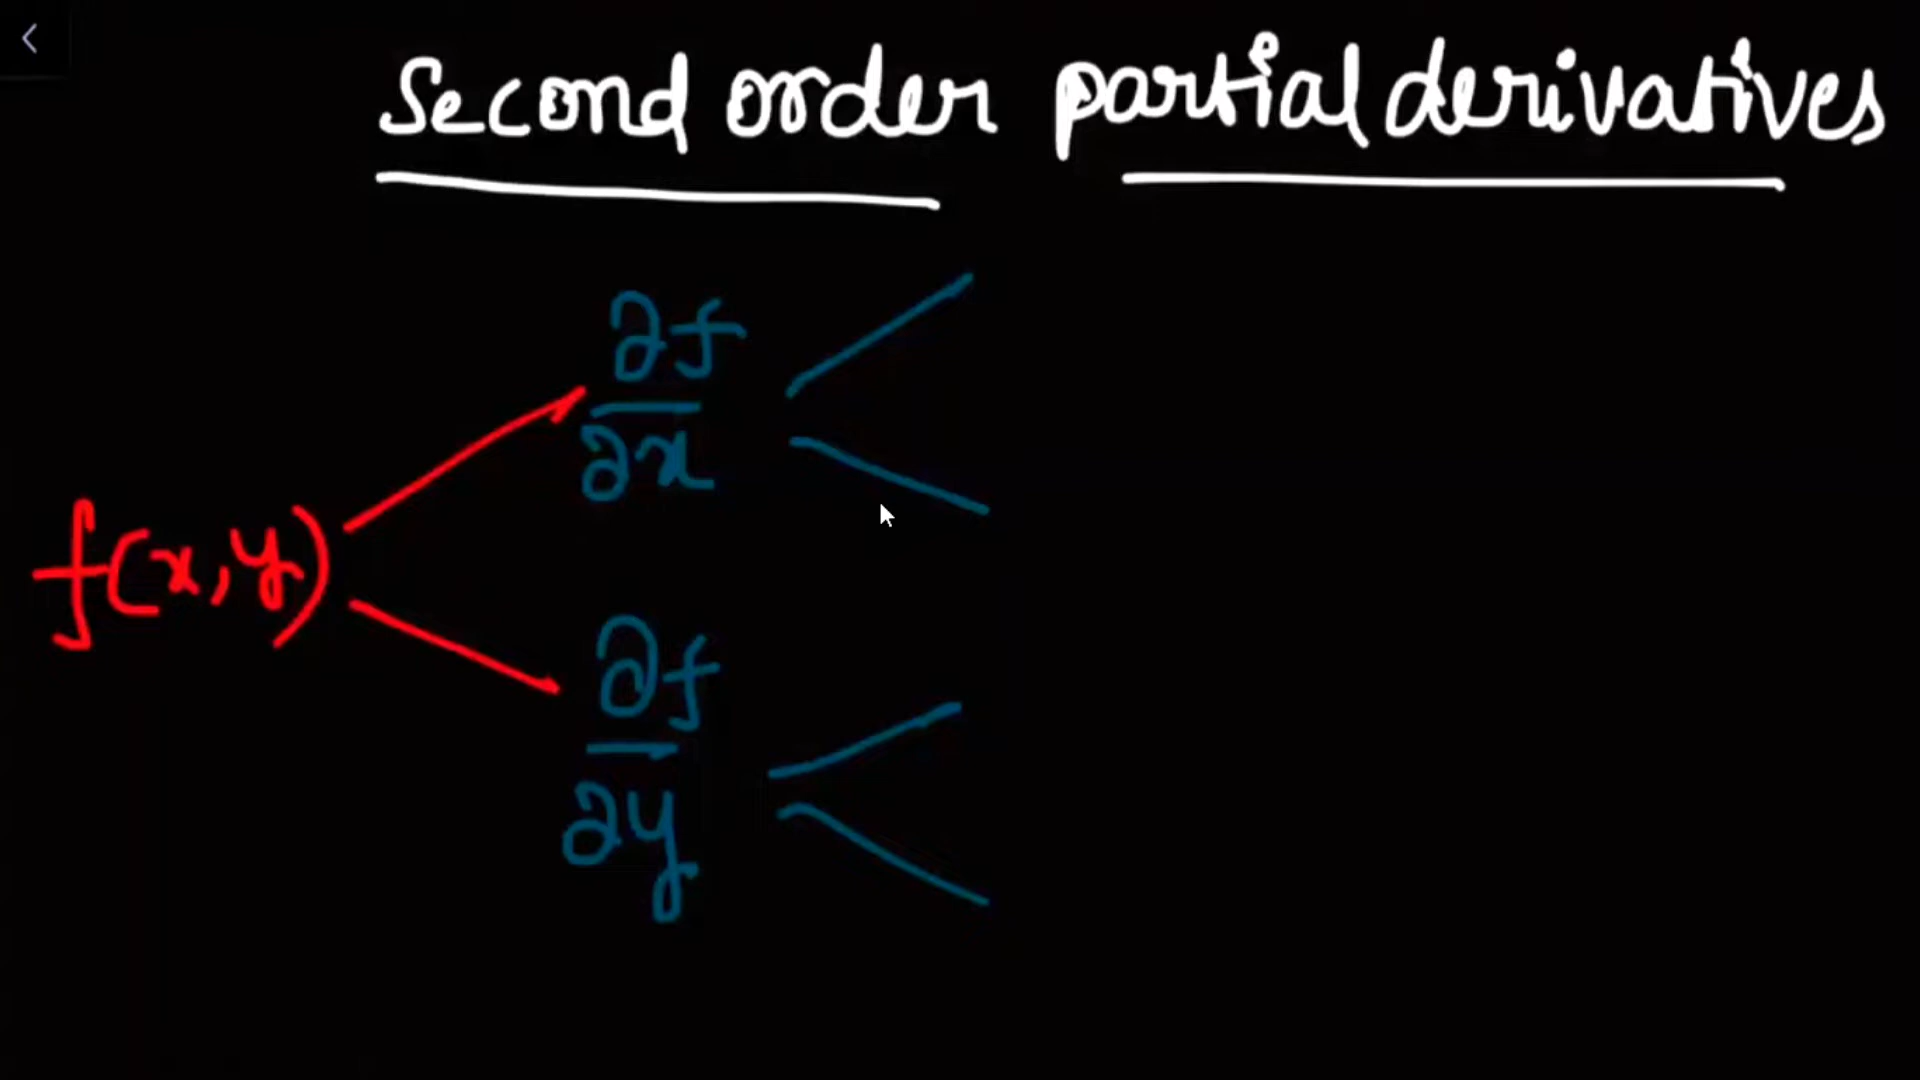 Second order partial derivatives
∂f
∂x
f(x,y)
∂f
∂y